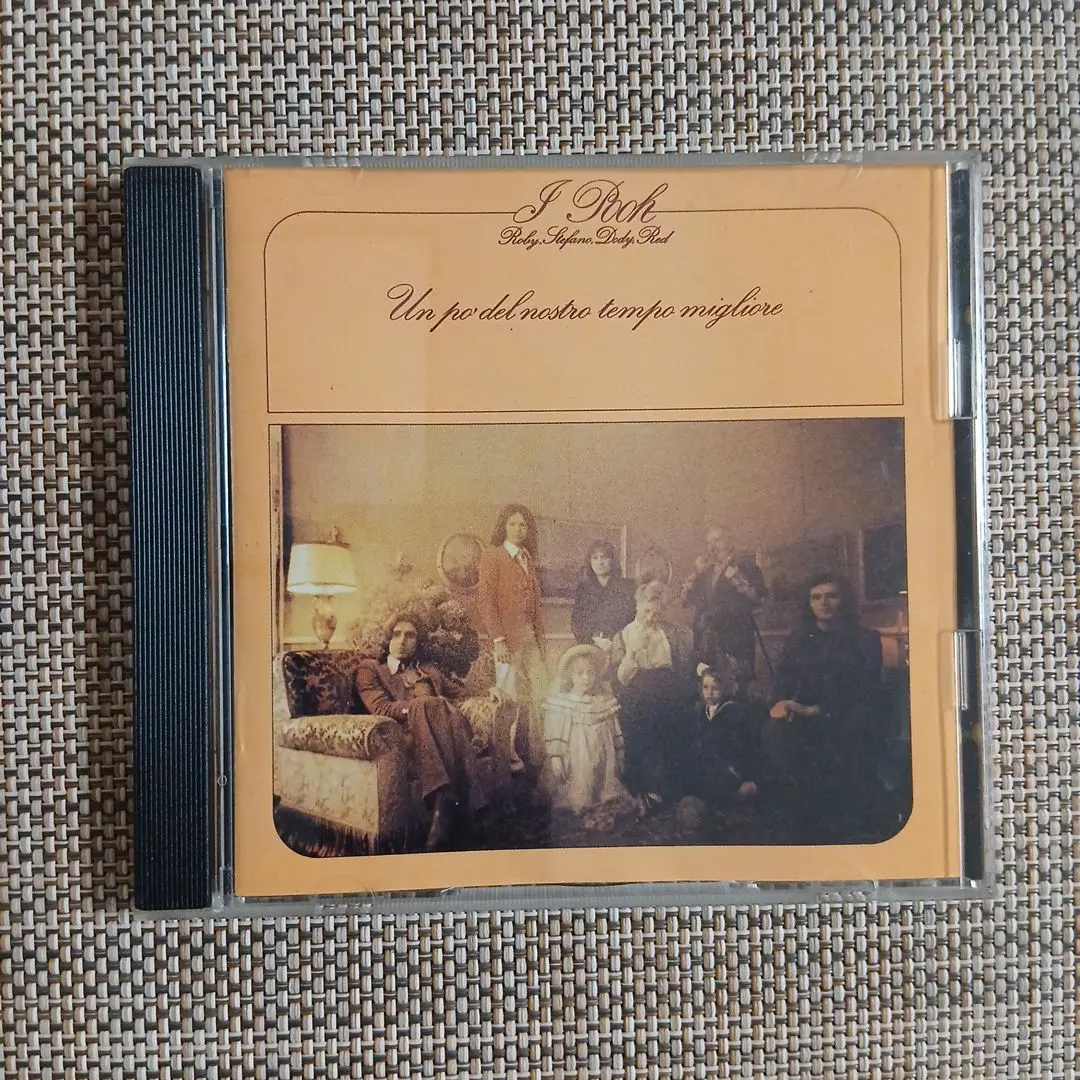 I Pooh
Roby, Stefano, Dody, Red
Un po' del nostro tempo migliore